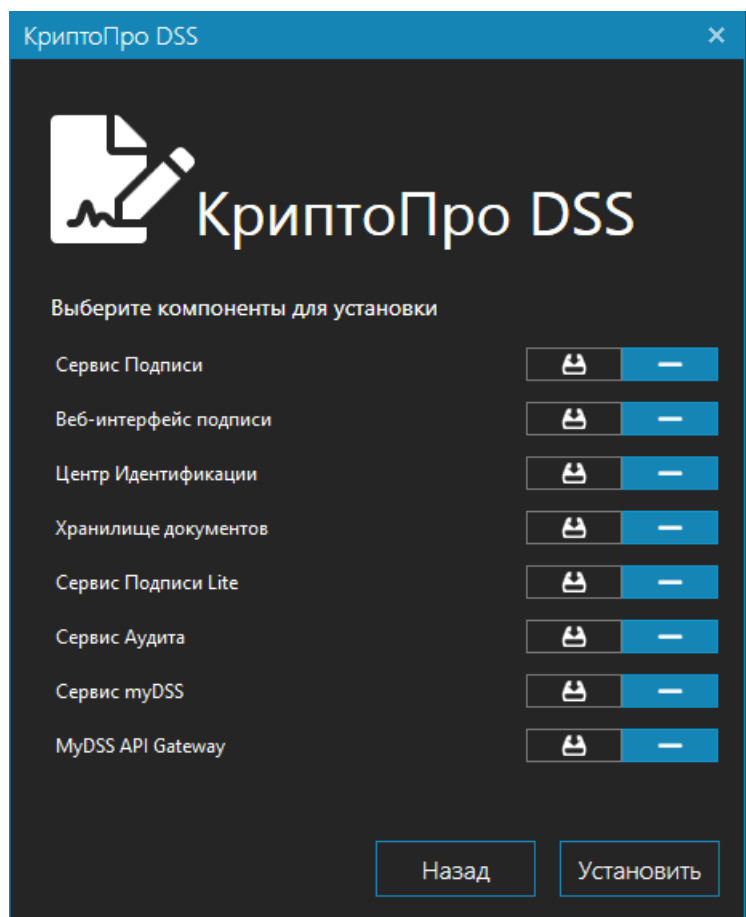 КриптоПро DSS
КриптоПро DSS
Выберите компоненты для установки
Сервис Подписи
Веб-интерфейс подписи
Центр Идентификации
Хранилище документов
Сервис Подписи Lite
Сервис Аудита
Сервис myDSS
MyDSS API Gateway
Назад Установить